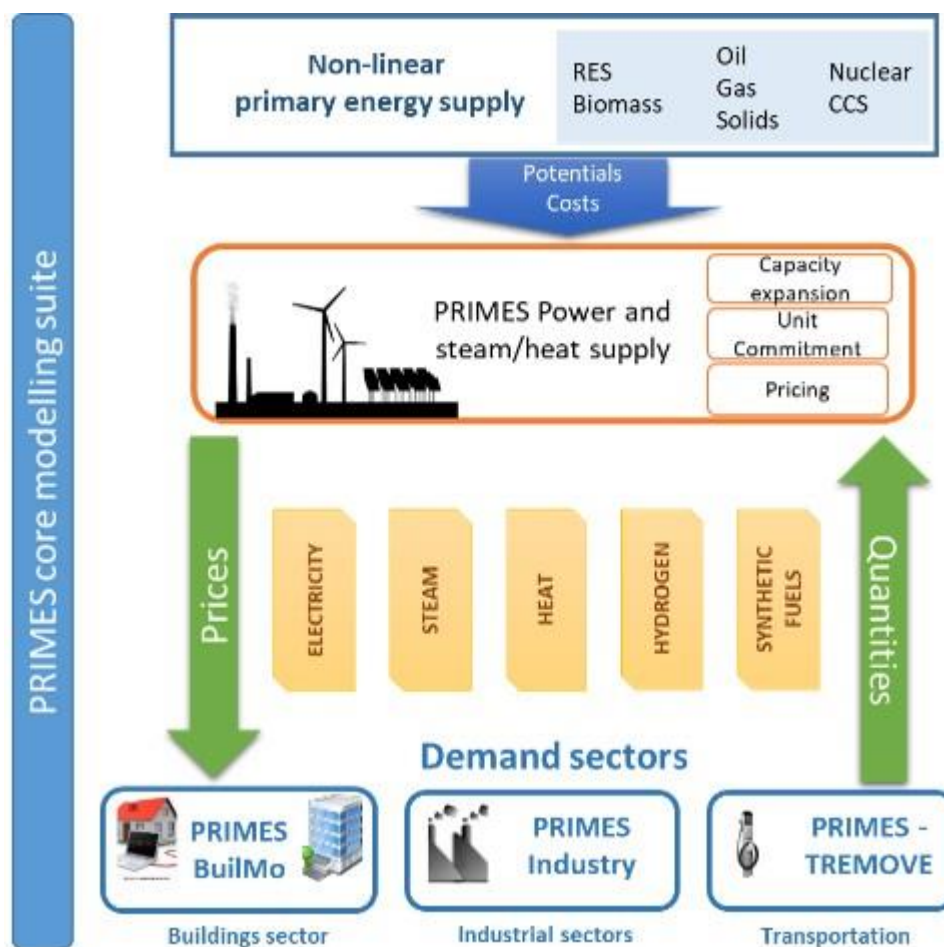 PRIMES core modelling suite
Non-linear
primary energy supply
RES
Biomass
Oil
Gas
Solids
Nuclear
CCS
Potentials
Costs
PRIMES Power and
steam/heat supply
Capacity
expansion
Unit
Commitment
Pricing
Prices
ELECTRICITY
STEAM
HEAT
HYDROGEN
SYNTHETIC
FUELS
Quantities
Demand sectors
PRIMES
BuilMo
PRIMES
Industry
PRIMES -
TREMOVE
Buildings sector
Industrial sectors
Transportation